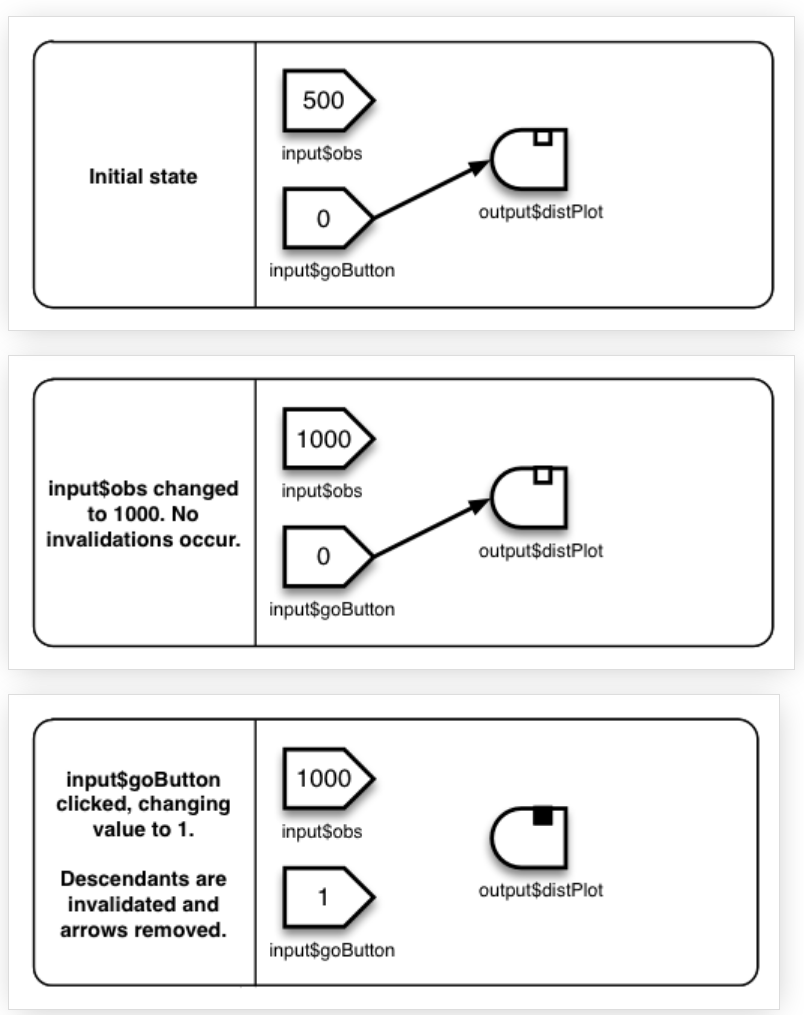 500
input$obs
Initial state
output$distPlot
0
input$goButton
1000
input$obs
input$obs changed
to 1000. No
invalidations occur.
output$distPlot
0
input$goButton
1000
input$obs
input$goButton
clicked, changing
value to 1.
Descendants are
invalidated and
arrows removed.
output$distPlot
1
input$goButton